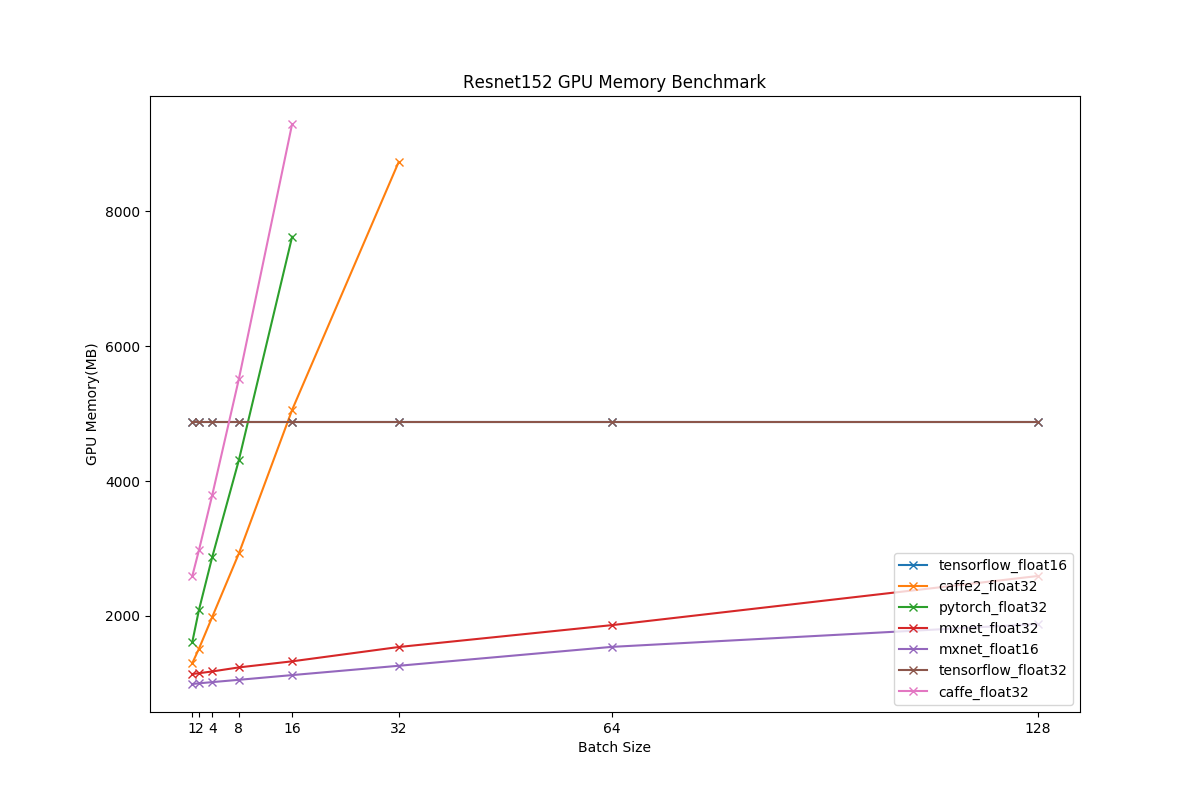 Resnet152 GPU Memory Benchmark
GPU Memory(MB)
8000
6000
4000
2000
tensorflow_float16
caffe2_float32
pytorch_float32
mxnet_float32
mxnet_float16
tensorflow_float32
caffe_float32
1 2 4 8 16 32 64 128
Batch Size